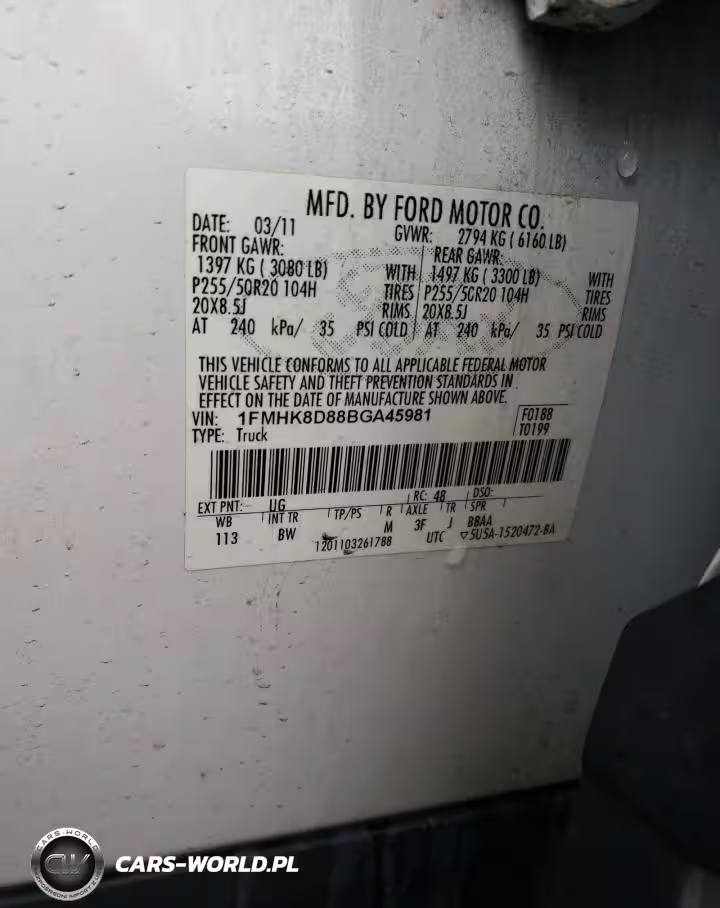 MFD. BY FORD MOTOR CO.
DATE: 03/11 GVWR: 2794 KG ( 6160 LB)
FRONT GAWR: REAR GAWR:
1397 KG ( 3080 LB) WITH 1497 KG ( 3300 LB) WITH
P255/50R20 104H TIRES P255/50R20 104H TIRES
20X8.5J RIMS 20X8.5J RIMS
AT 240 kPa/ 35 PSI COLD AT 240 kPa/ 35 PSI COLD
THIS VEHICLE CONFORMS TO ALL APPLICABLE FEDERAL MOTOR
VEHICLE SAFETY AND THEFT PREVENTION STANDARDS IN
EFFECT ON THE DATE OF MANUFACTURE SHOWN ABOVE.
VIN: 1FMHK8D88BGA45981 F0188
TYPE: Truck T0199
EXT PNT: UG RC: 48 DSO:
WB INT TR TP/PS R AXLE TR SPR
113 BW M 3F J BBAA
1201103261788 UTC ▽5U5A-1520472-BA
CARS-WORLD
CW
CARS-WORLD.PL